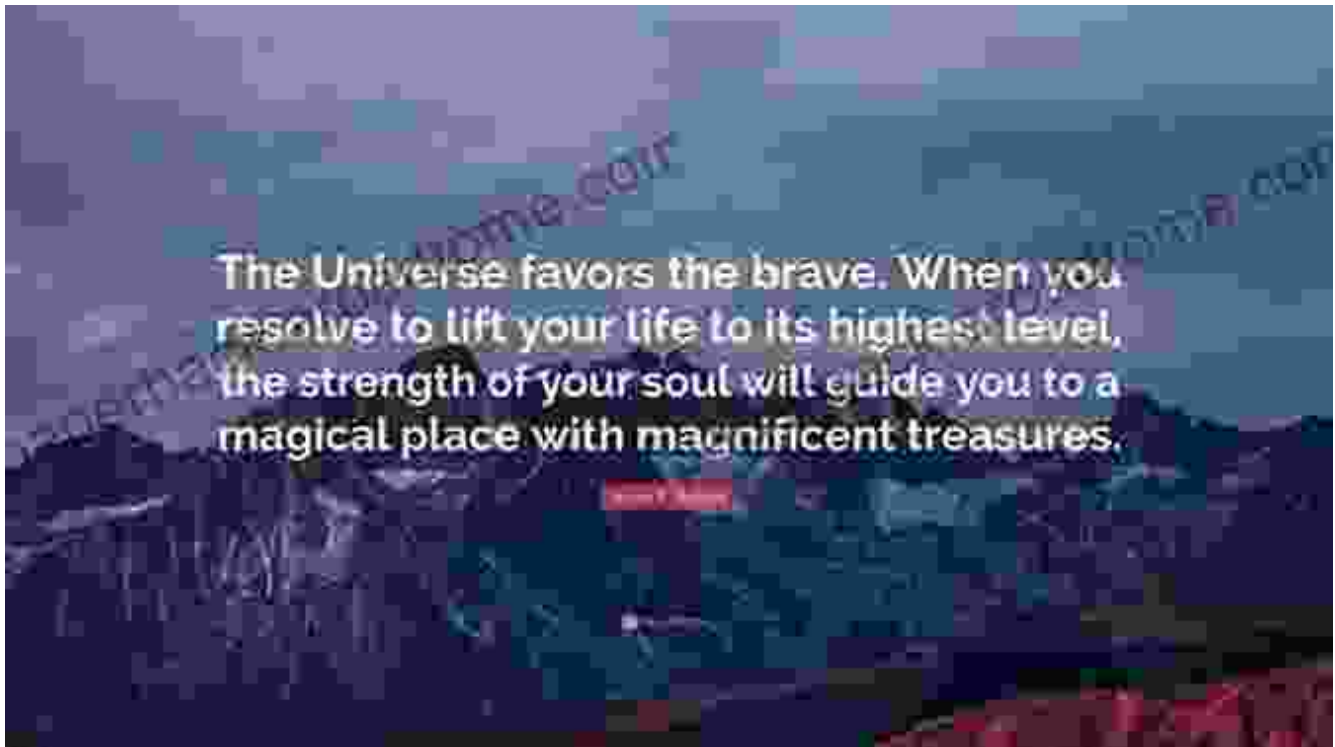 The Universe favors the brave. When you
resolve to lift your life to its highest level,
the strength of your soul will guide you to a
magical place with magnificent treasures.